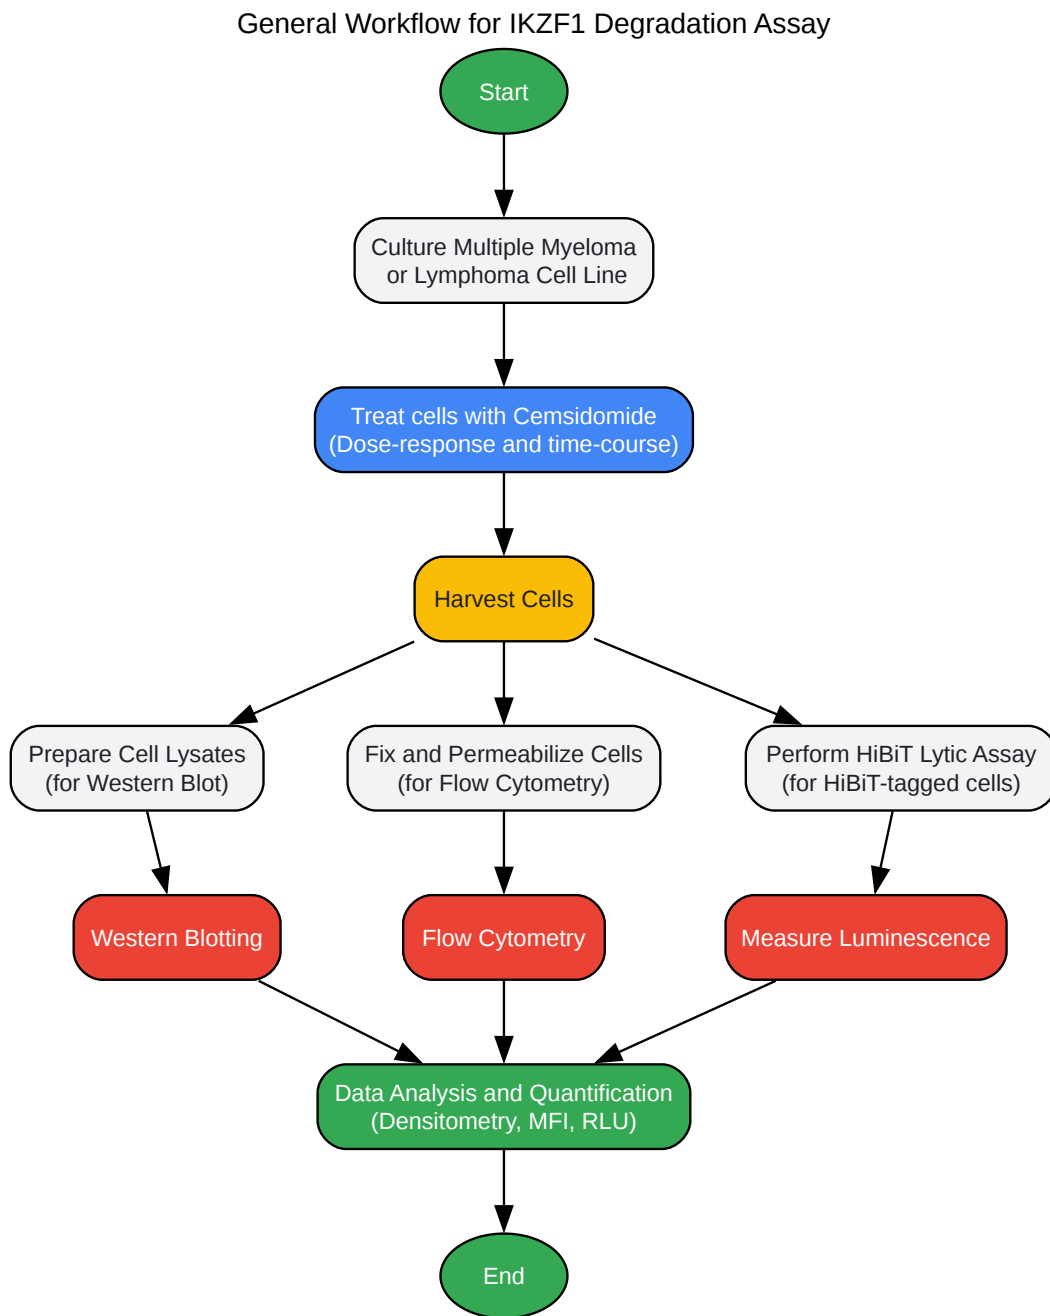 General Workflow for IKZF1 Degradation Assay
Start
Culture Multiple Myeloma
or Lymphoma Cell Line
Treat cells with Cemsidomide
(Dose-response and time-course)
Harvest Cells
Prepare Cell Lysates
(for Western Blot)
Fix and Permeabilize Cells
(for Flow Cytometry)
Perform HiBiT Lytic Assay
(for HiBiT-tagged cells)
Western Blotting
Flow Cytometry
Measure Luminescence
Data Analysis and Quantification
(Densitometry, MFI, RLU)
End